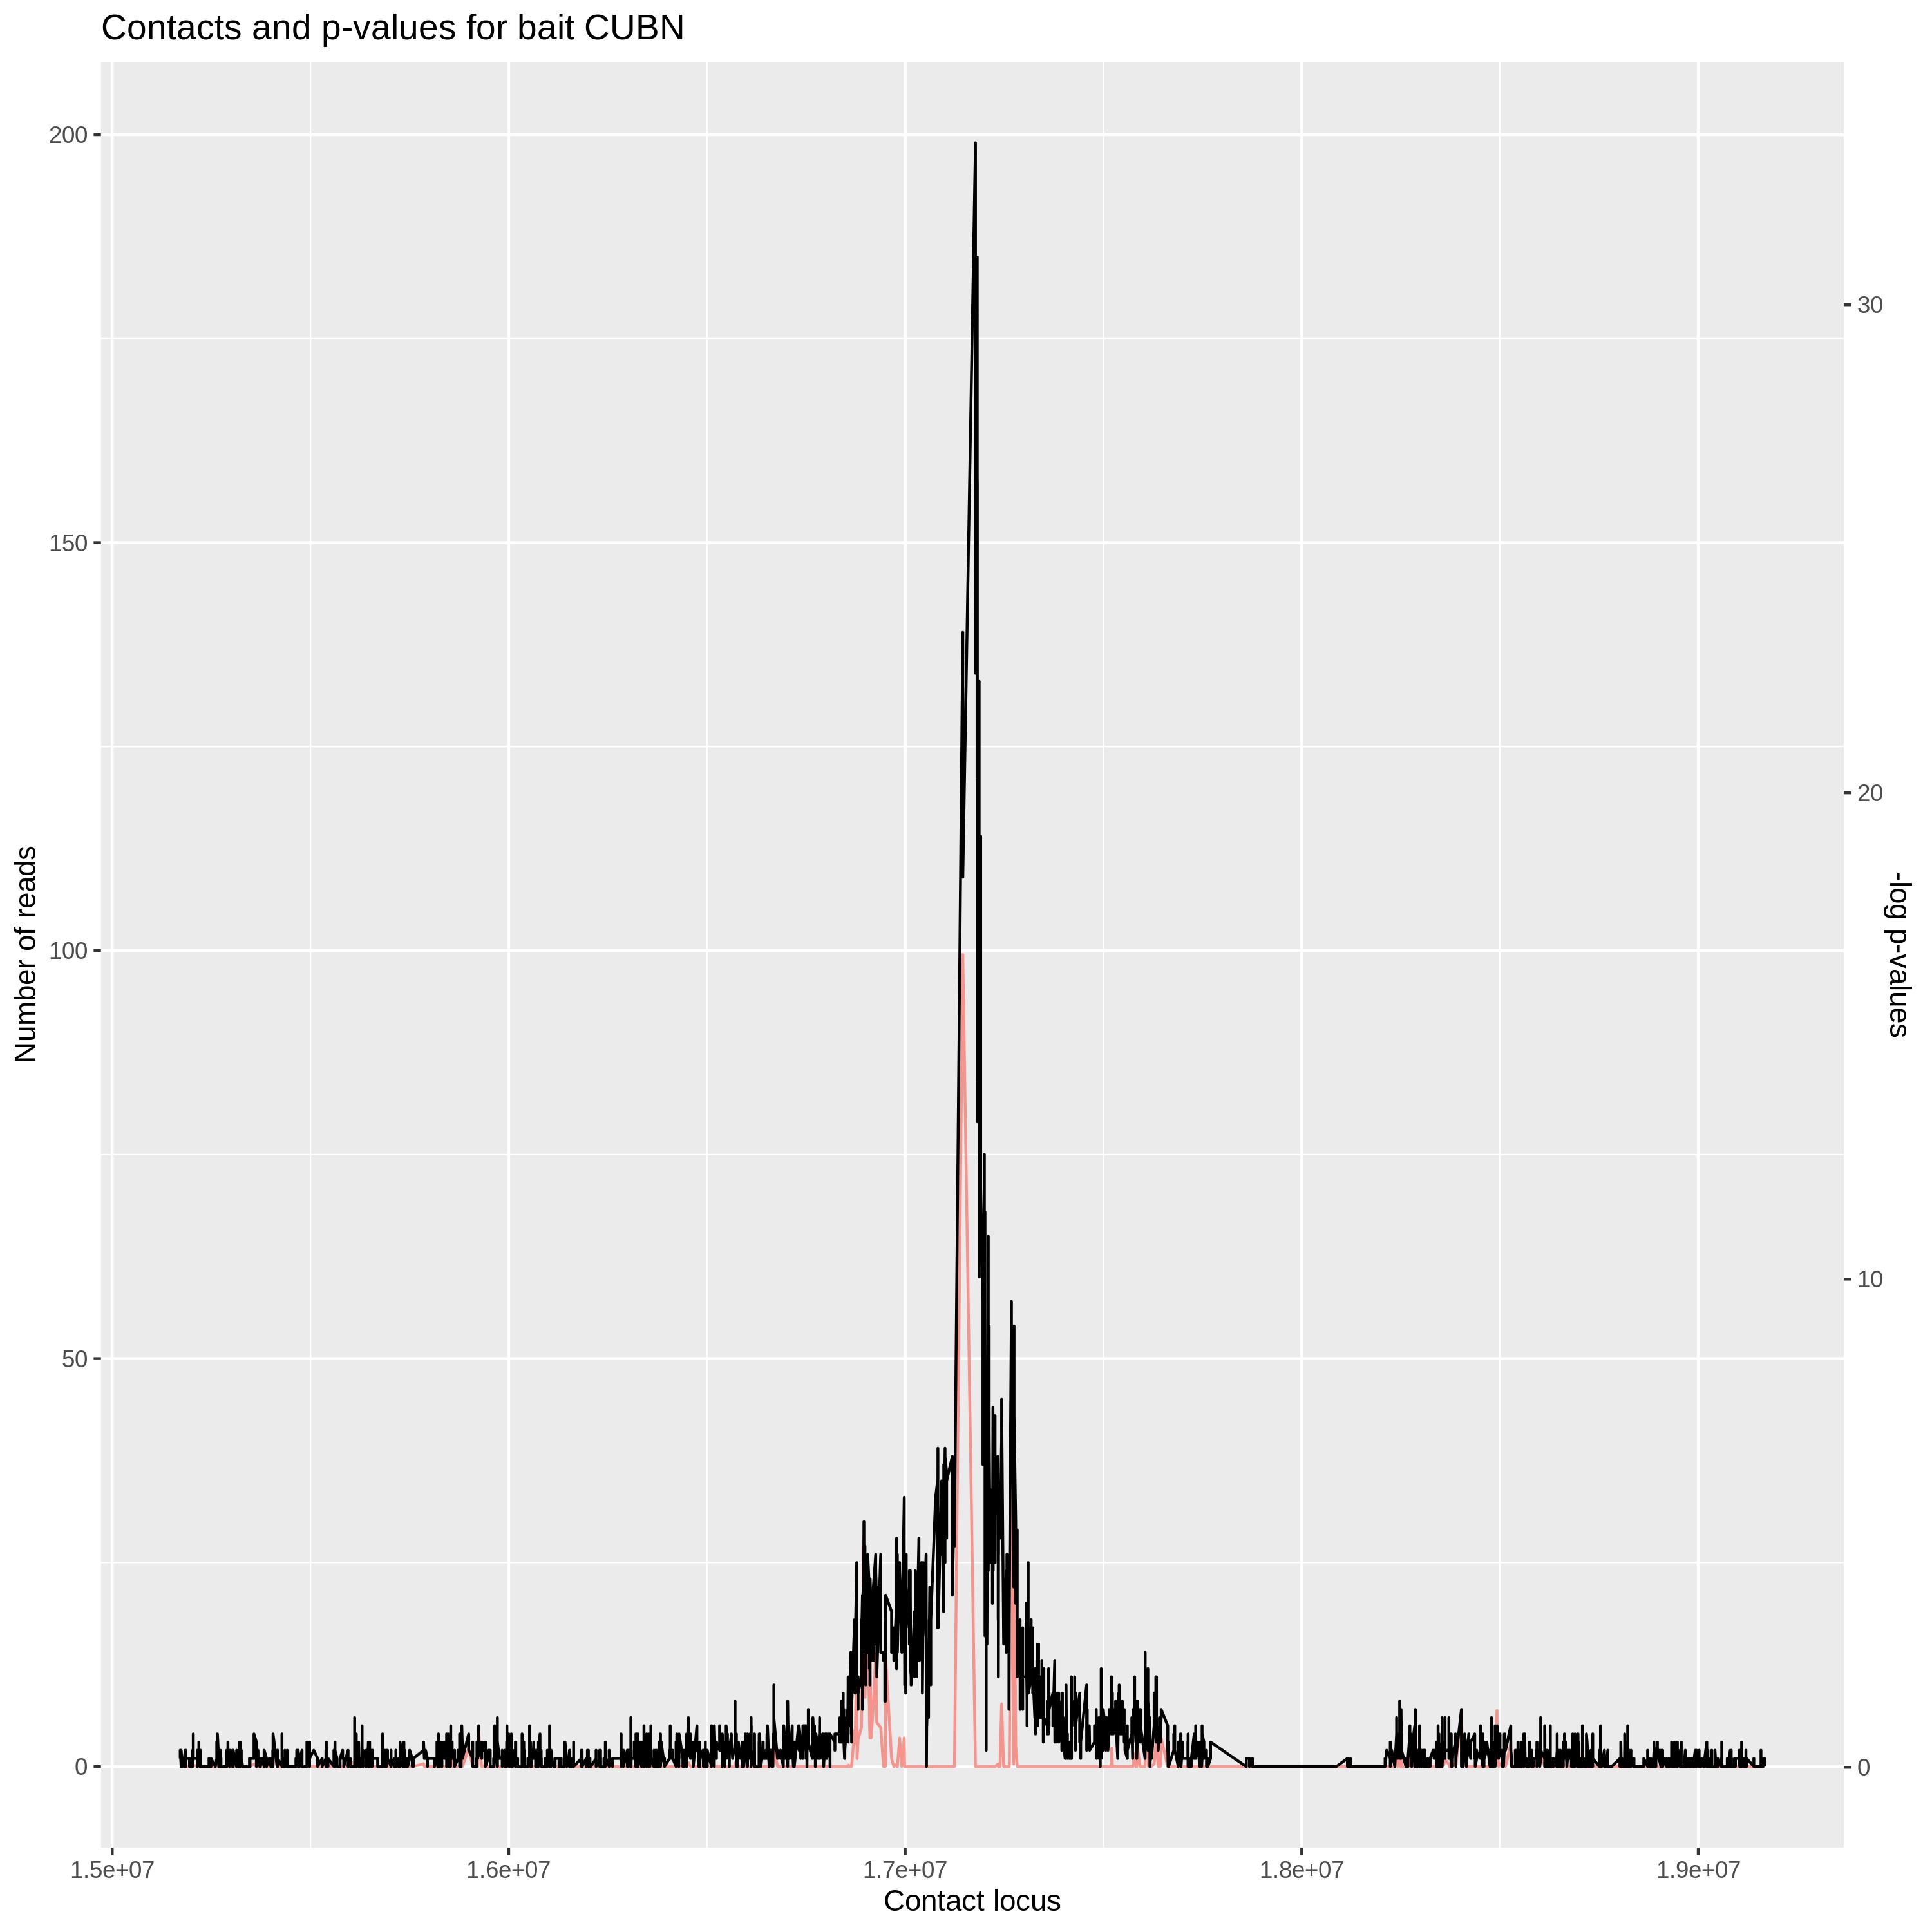 Contacts and p-values for bait CUBN
200
150
100
50
0
Number of reads
30
20
10
0
-log p-values
1.5e+07 1.6e+07 1.7e+07 1.8e+07 1.9e+07
Contact locus